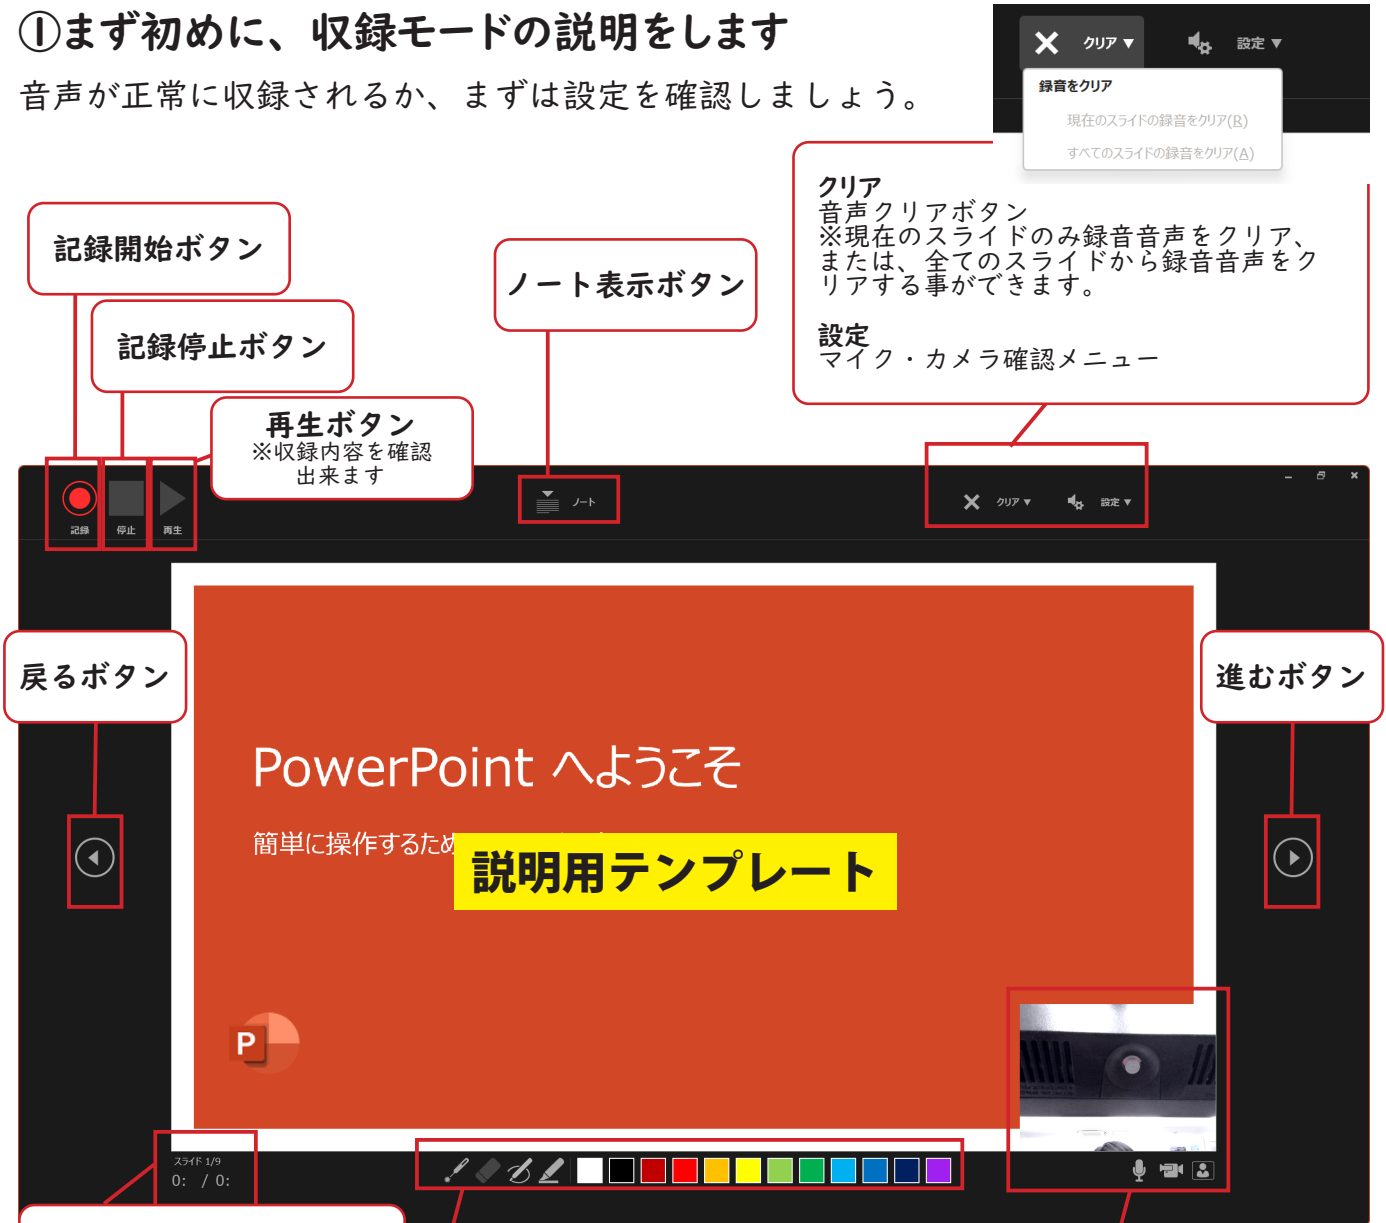 ①まず初めに、収録モードの説明をします
音声が正常に収録されるか、まずは設定を確認しましょう。
クリア▼
設定▼
録音をクリア
現在のスライドの録音をクリア(R)
すべてのスライドの録音をクリア(A)
クリア
音声クリアボタン
※現在のスライドのみ録音音声をクリア、
または、全てのスライドから録音音声をク
リアする事ができます。
設定
マイク・カメラ確認メニュー
記録開始ボタン
記録停止ボタン
再生ボタン
※収録内容を確認
出来ます
ノート表示ボタン
記録
停止
再生
ノート
クリア▼
設定▼
戻るボタン
進むボタン
PowerPoint へようこそ
簡単に操作するため
説明用テンプレート
P
スライド 1/9
0: / 0: